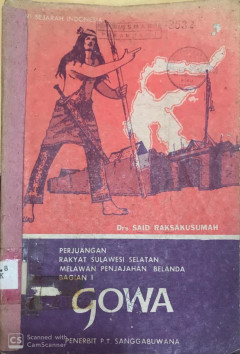 SEJARAH INDONESIA
Drs. SAID RAKSAKUSUMAH
PERJUANGAN
RAKYAT SULAWESI SELATAN
MELAWAN PENJAJAHAN BELANDA
BAGIAN I
GOWA
PENERBIT P.T. SANGGABUWANA
CS Scanned with
CamScanner